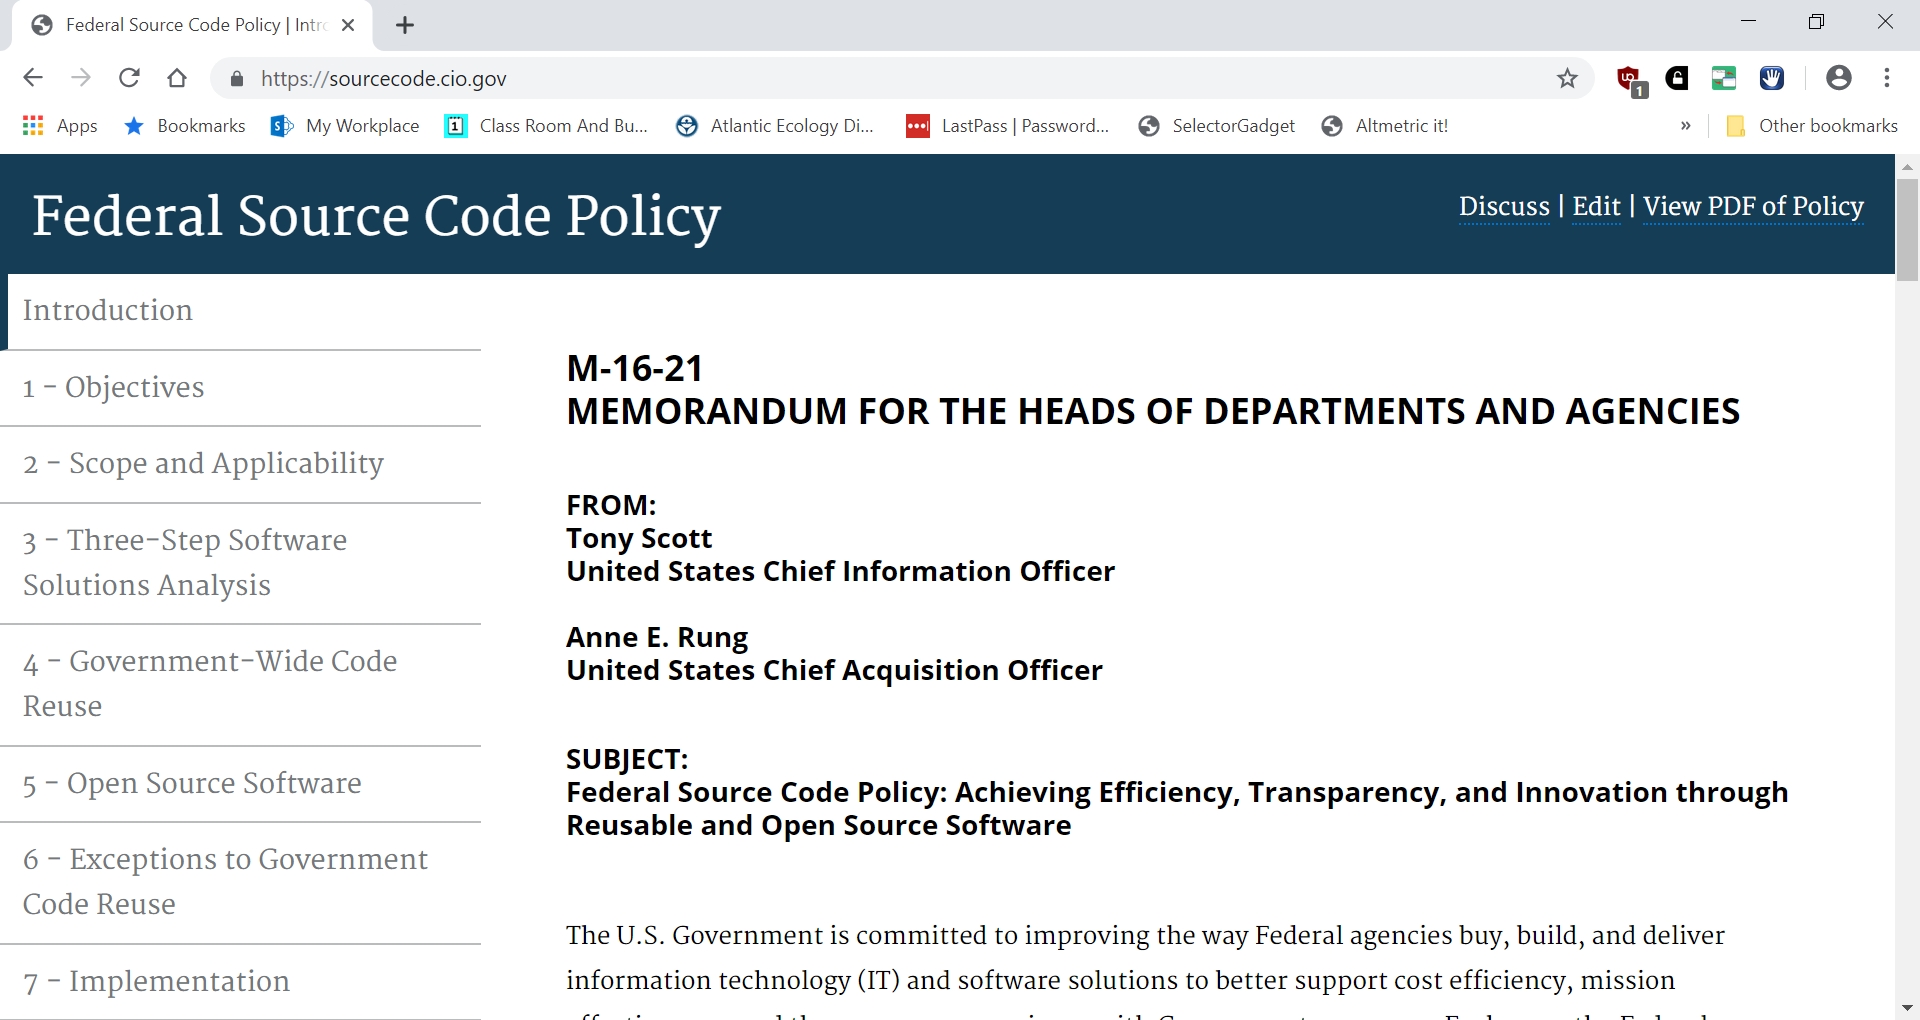 Federal Source Code Policy | Intr
https://sourcecode.cio.gov
1
Apps
Bookmarks
My Workplace
Class Room And Bu...
Atlantic Ecology Di...
LastPass | Password...
SelectorGadget
Altmetric it!
»
Other bookmarks
Federal Source Code Policy
Discuss | Edit | View PDF of Policy
Introduction
1 - Objectives
2 - Scope and Applicability
3 - Three-Step Software
Solutions Analysis
4 - Government-Wide Code
Reuse
5 - Open Source Software
6 - Exceptions to Government
Code Reuse
7 - Implementation
M-16-21
MEMORANDUM FOR THE HEADS OF DEPARTMENTS AND AGENCIES
FROM:
Tony Scott
United States Chief Information Officer
Anne E. Rung
United States Chief Acquisition Officer
SUBJECT:
Federal Source Code Policy: Achieving Efficiency, Transparency, and Innovation through
Reusable and Open Source Software
The U.S. Government is committed to improving the way Federal agencies buy, build, and deliver
information technology (IT) and software solutions to better support cost efficiency, mission